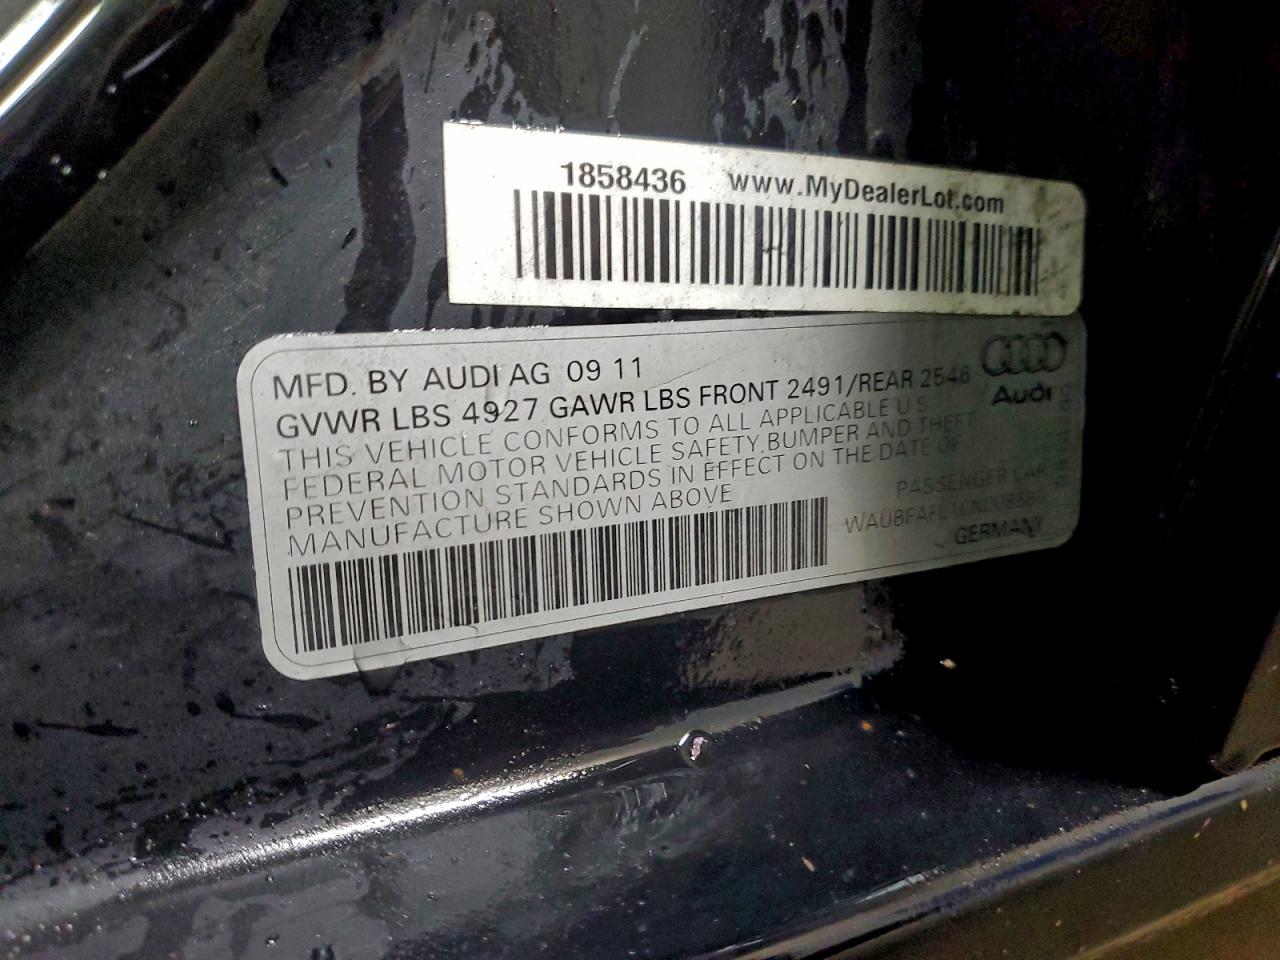 1858436 www.MyDealerLot.com
MFD. BY AUDI AG 09 11
GVWR LBS 4927 GAWR LBS FRONT 2491/REAR 2546
THIS VEHICLE CONFORMS TO ALL APPLICABLE U S
FEDERAL MOTOR VEHICLE SAFETY, BUMPER AND THEFT
PREVENTION STANDARDS IN EFFECT ON THE DATE OF
MANUFACTURE SHOWN ABOVE
Audi
PASSENGER CAR
GERMANY